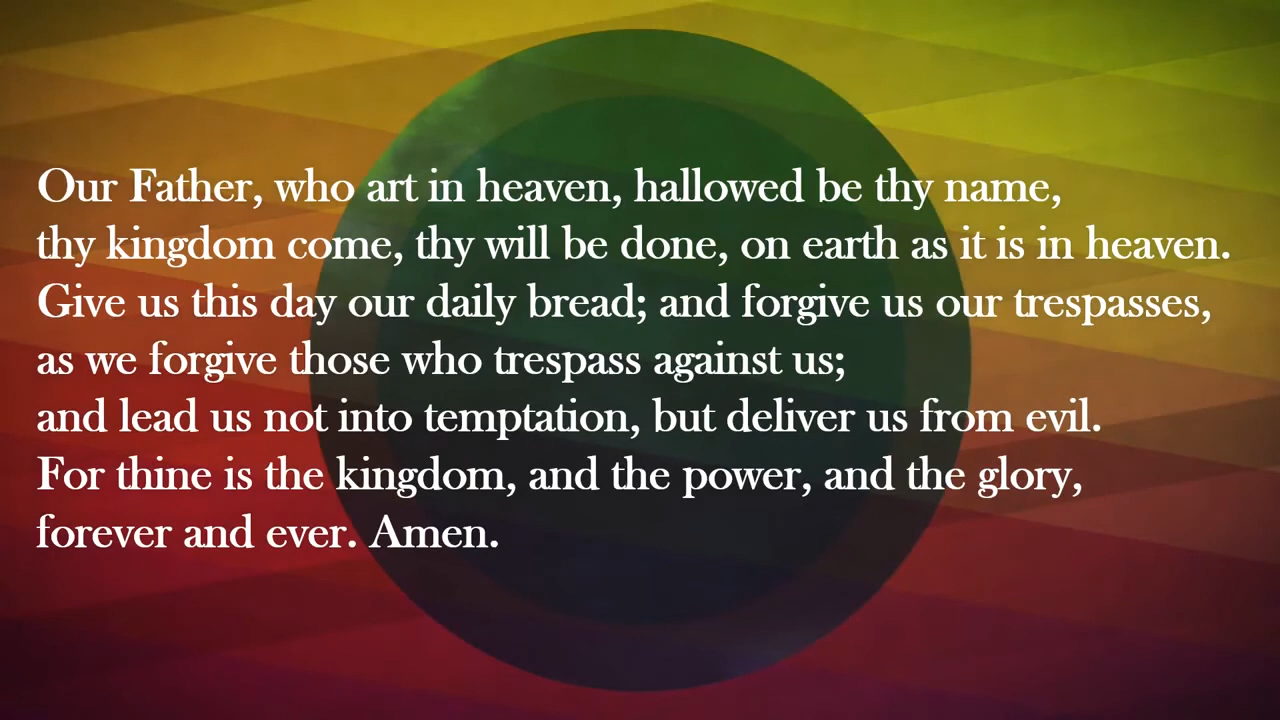 Our Father, who art in heaven, hallowed be thy name,
thy kingdom come, thy will be done, on earth as it is in heaven.
Give us this day our daily bread; and forgive us our trespasses,
as we forgive those who trespass against us;
and lead us not into temptation, but deliver us from evil.
For thine is the kingdom, and the power, and the glory,
forever and ever. Amen.